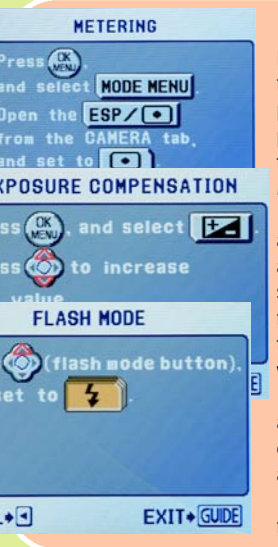 METERING
Press OK MENU,
and select MODE MENU.
Open the ESP/
from the CAMERA tab,
and set to
XPOSURE COMPENSATION
ss OK MENU, and select
ss to increase
value
FLASH MODE
(flash mode button),
et to
EXIT GUIDE